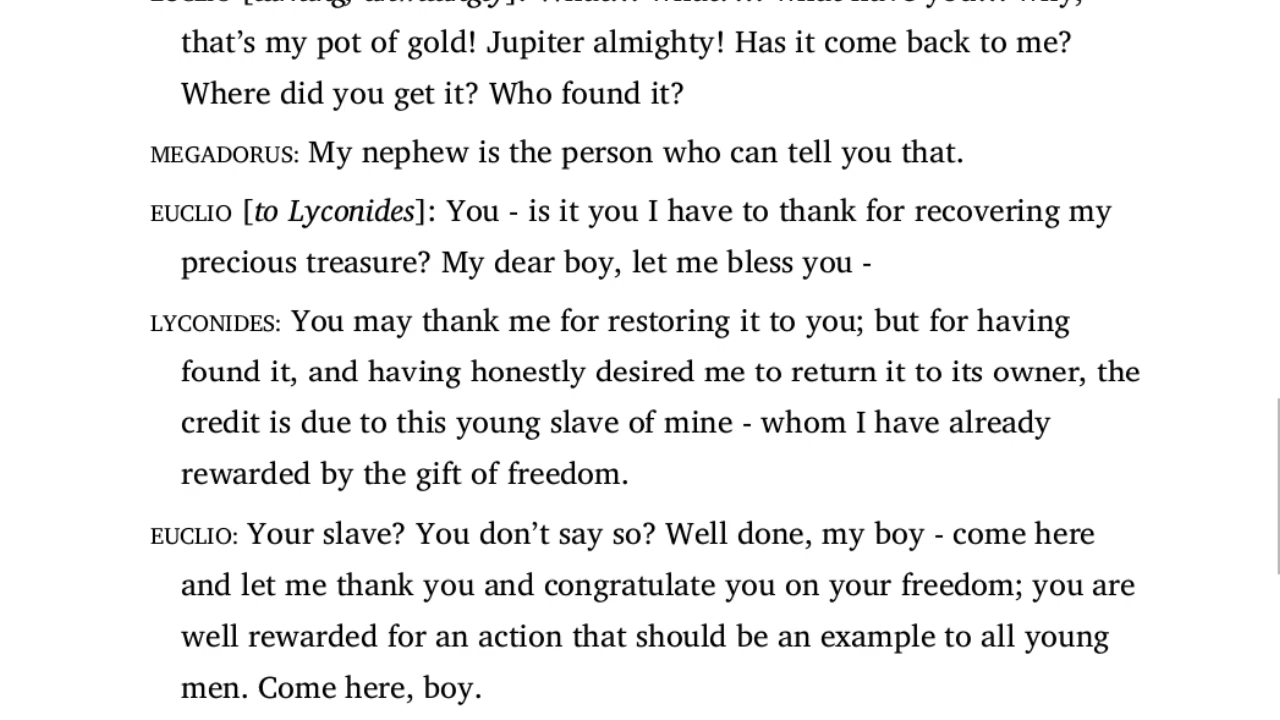 that's my pot of gold! Jupiter almighty! Has it come back to me?
Where did you get it? Who found it?
MEGADORUS: My nephew is the person who can tell you that.
EUCLIO [to Lyconides]: You - is it you I have to thank for recovering my
precious treasure? My dear boy, let me bless you -
LYCONIDES: You may thank me for restoring it to you; but for having
found it, and having honestly desired me to return it to its owner, the
credit is due to this young slave of mine - whom I have already
rewarded by the gift of freedom.
EUCLIO: Your slave? You don't say so? Well done, my boy - come here
and let me thank you and congratulate you on your freedom; you are
well rewarded for an action that should be an example to all young
men. Come here, boy.